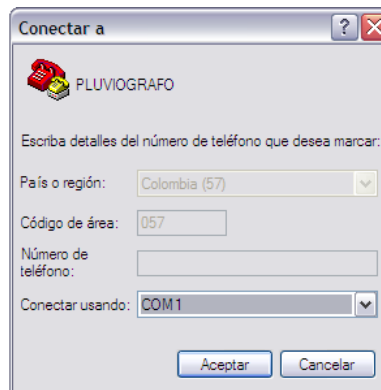 Conectar a
PLUVIOGRAFO
Escriba detalles del número de teléfono que desea marcar:
País o región: Colombia (57)
Código de área: 057
Número de
teléfono:
Conectar usando: COM1
Aceptar Cancelar